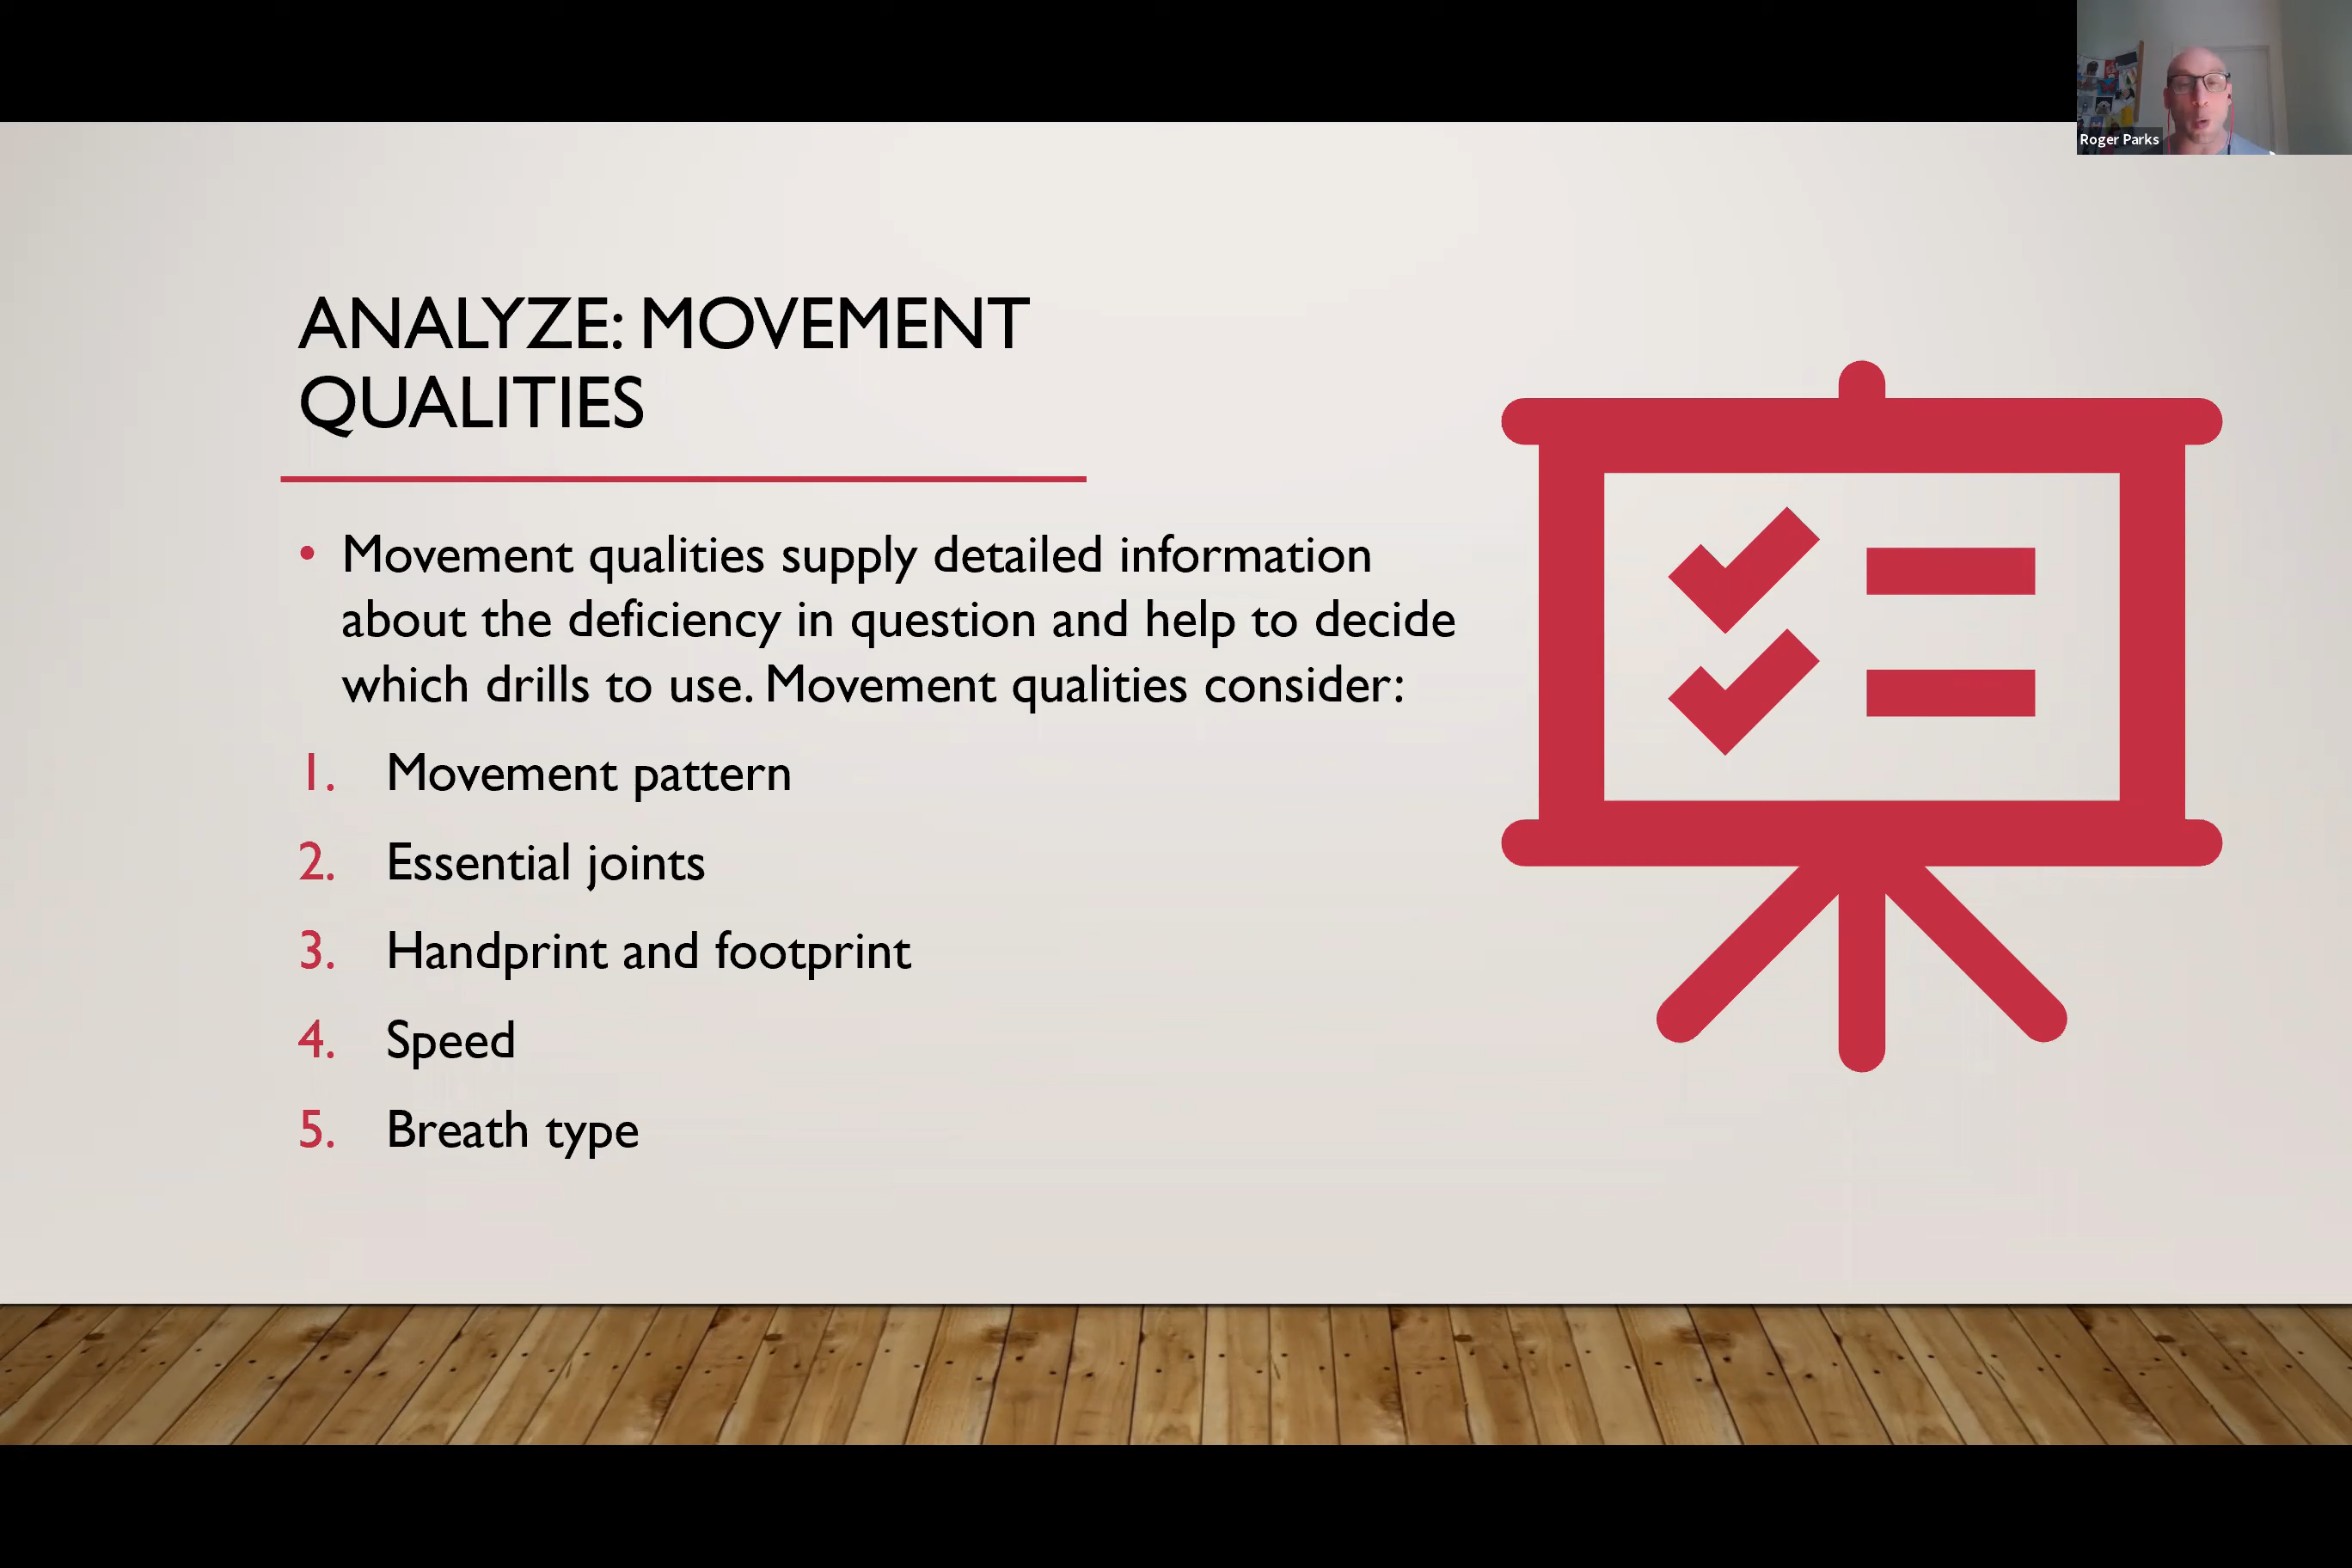 Roger Parks
ANALYZE: MOVEMENT
QUALITIES
• Movement qualities supply detailed information
about the deficiency in question and help to decide
which drills to use. Movement qualities consider:
1. Movement pattern
2. Essential joints
3. Handprint and footprint
4. Speed
5. Breath type